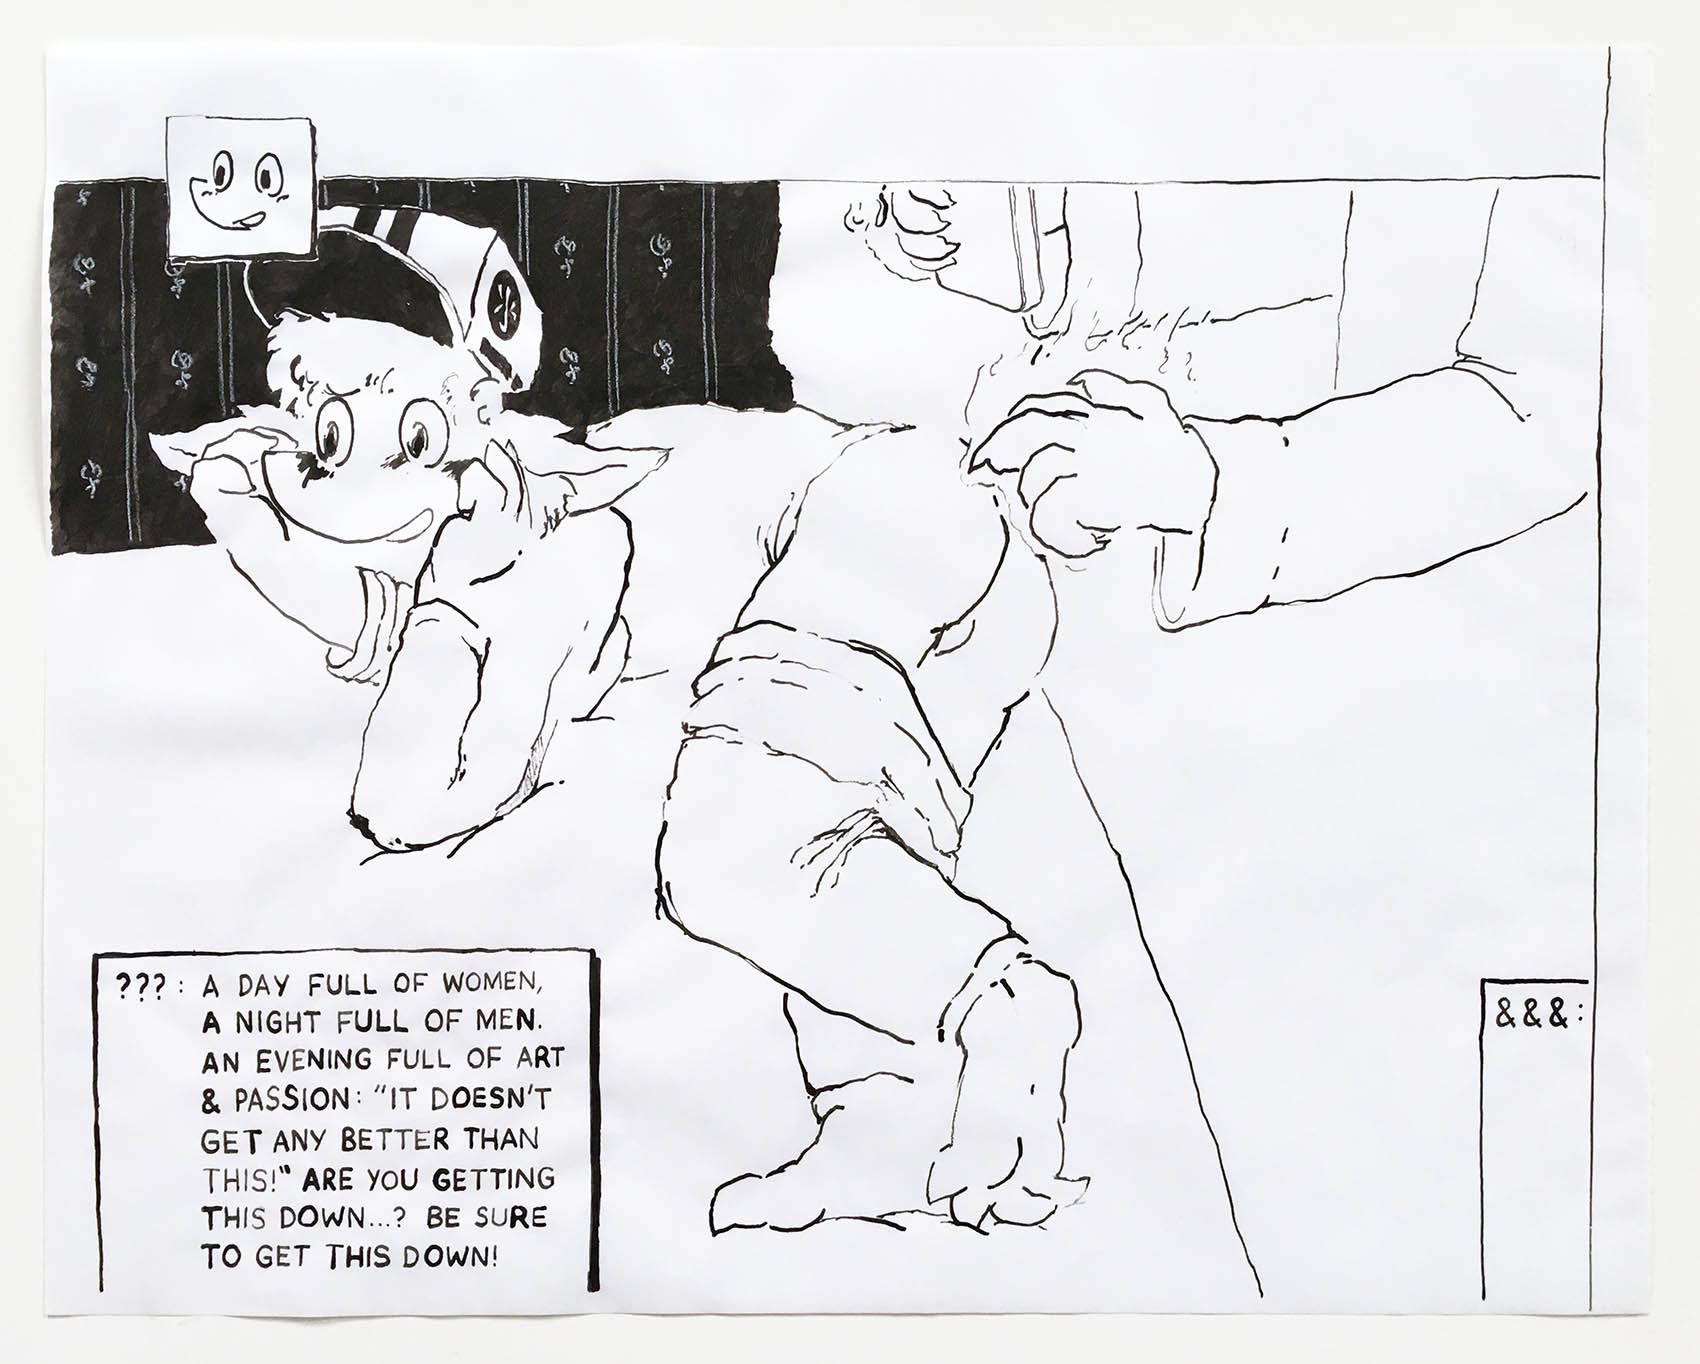 ???: A DAY FULL OF WOMEN,
A NIGHT FULL OF MEN.
AN EVENING FULL OF ART
& PASSION: "IT DOESN'T
GET ANY BETTER THAN
THIS!" ARE YOU GETTING
THIS DOWN...? BE SURE
TO GET THIS DOWN!
&&&: